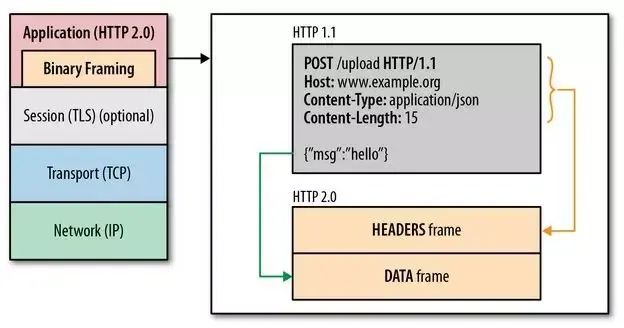 Application (HTTP 2.0)
Binary Framing
Session (TLS) (optional)
Transport (TCP)
Network (IP)
HTTP 1.1
POST /upload HTTP/1.1
Host: www.example.org
Content-Type: application/json
Content-Length: 15
{"msg":"hello"}
HTTP 2.0
HEADERS frame
DATA frame